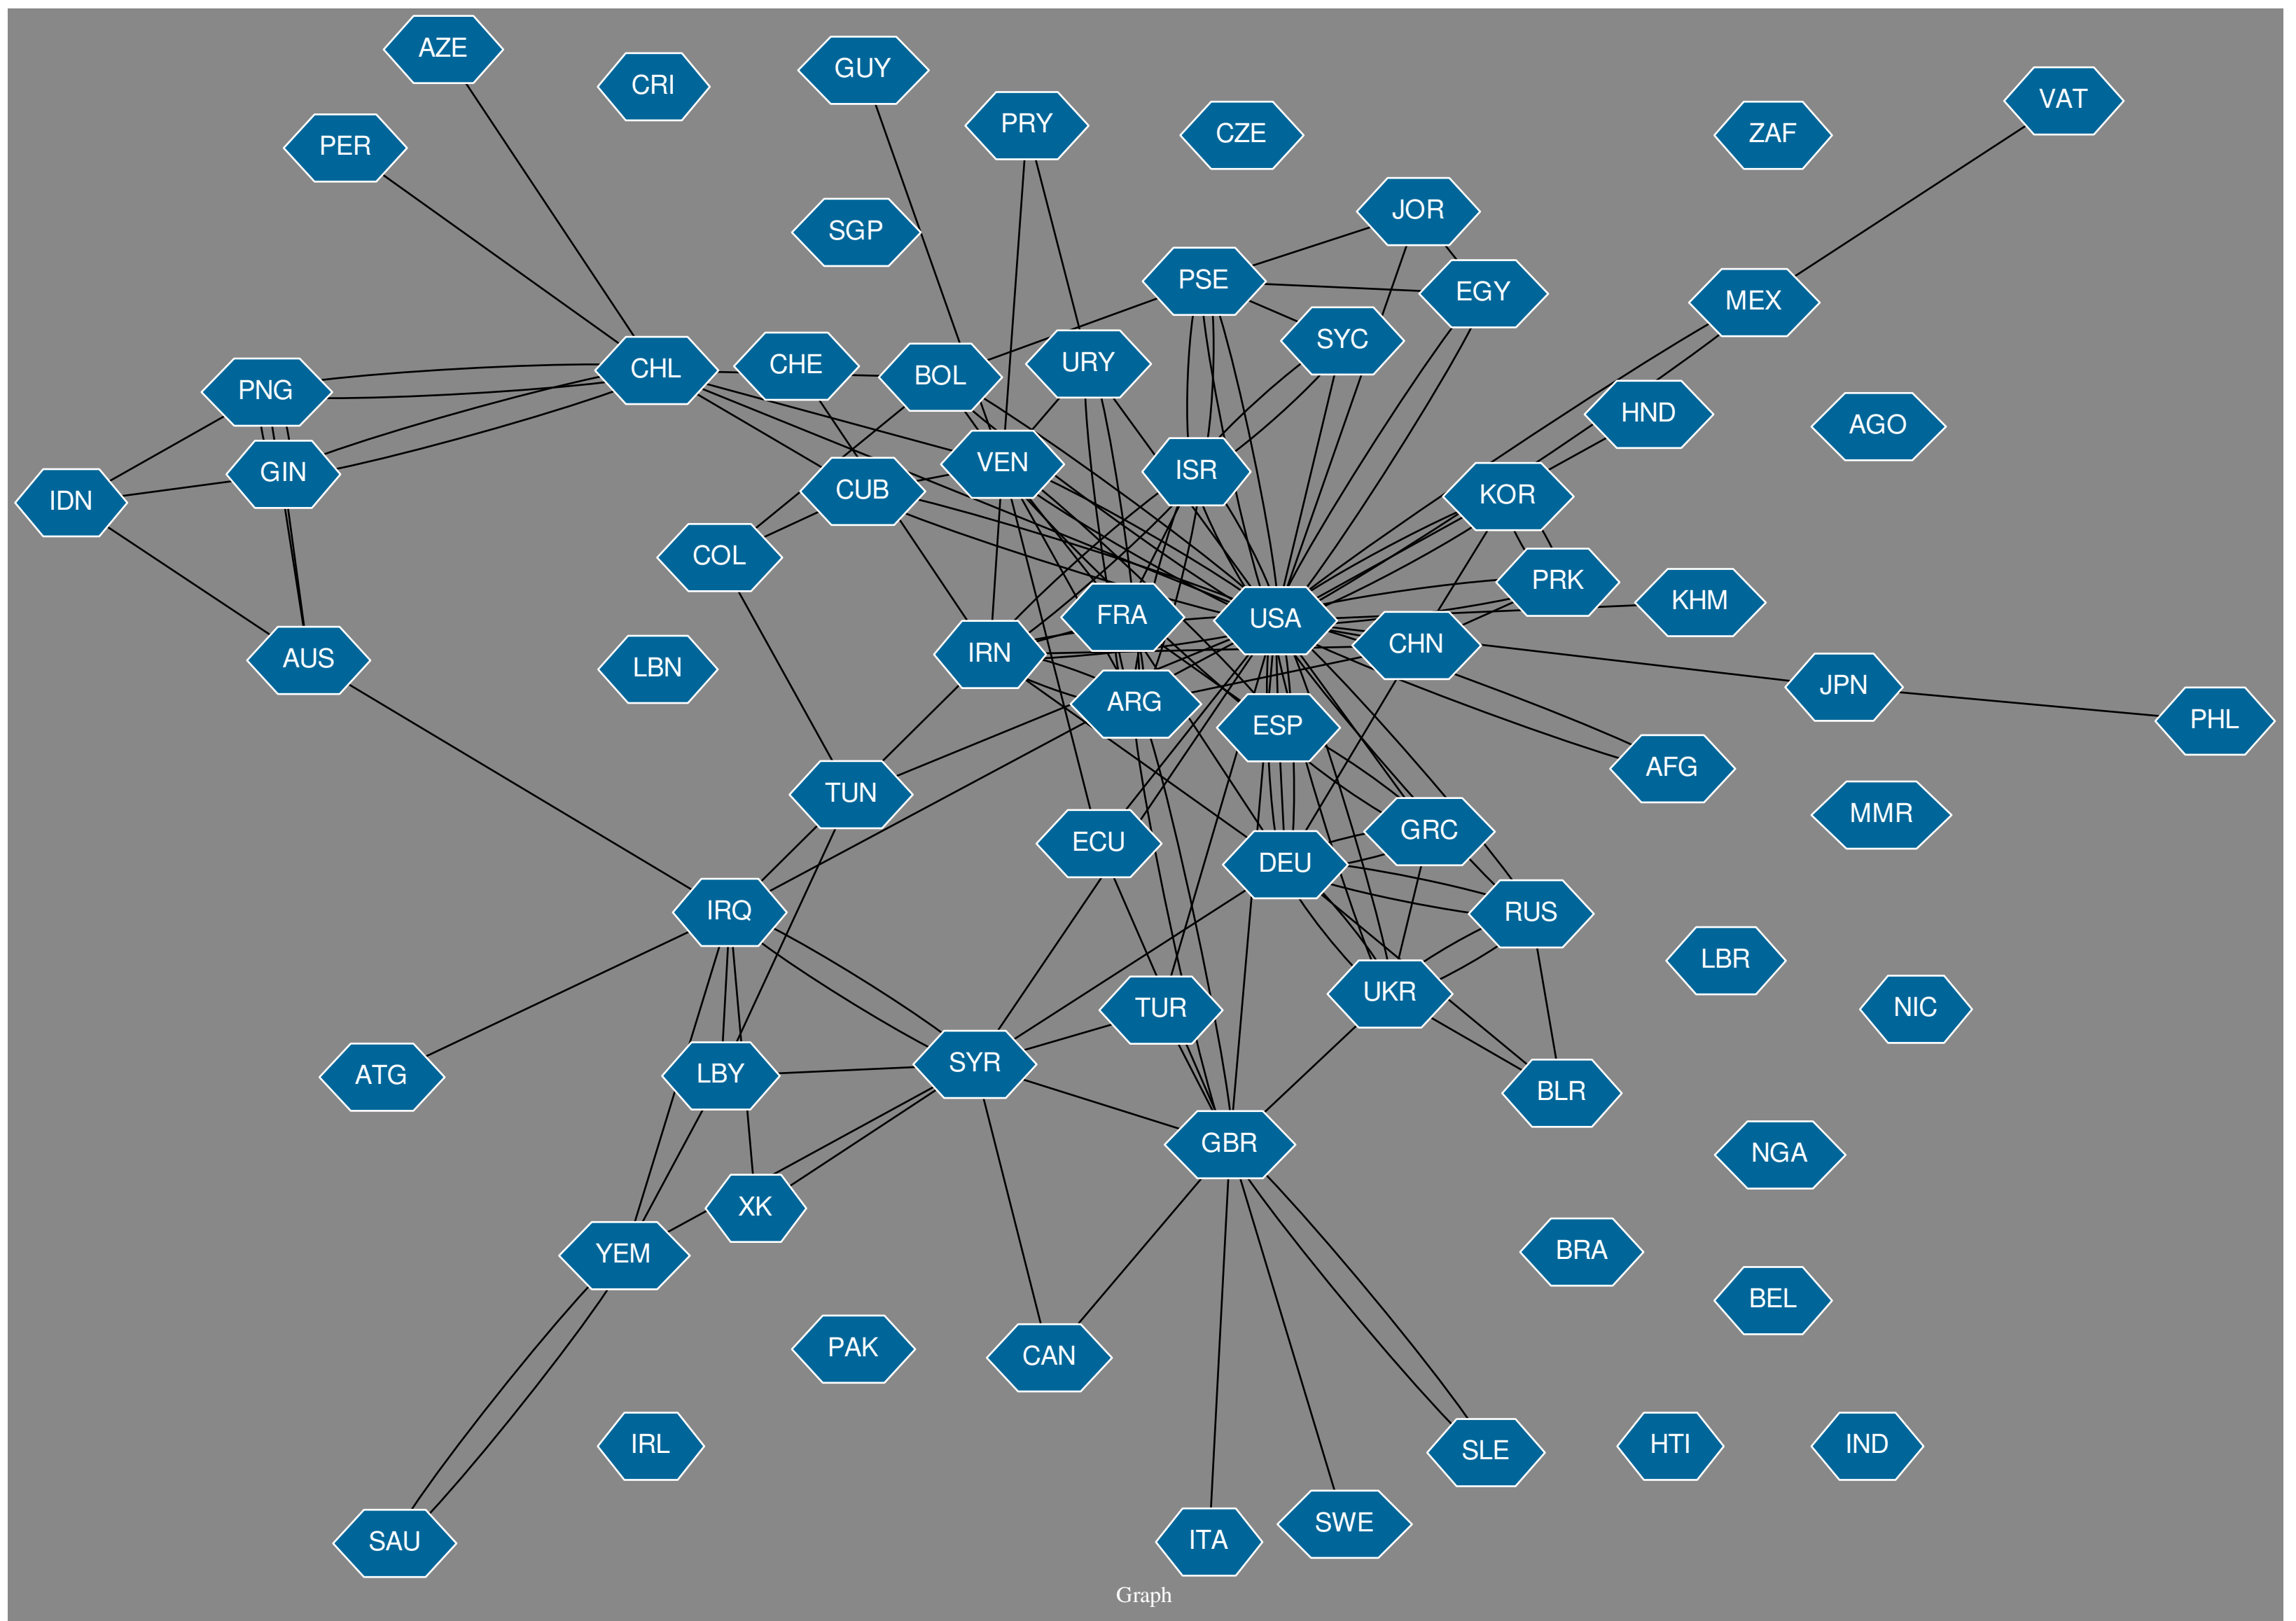 AZE
CRI
GUY
VAT
PRY
CZE
ZAF
PER
JOR
SGP
PSE
EGY
MEX
SYC
CHL
CHE
BOL
URY
PNG
HND
AGO
GIN
VEN
ISR
IDN
CUB
KOR
COL
PRK
KHM
FRA
USA
CHN
AUS
LBN
IRN
JPN
ARG
PHL
ESP
AFG
TUN
MMR
ECU
GRC
DEU
IRQ
RUS
LBR
UKR
NIC
TUR
SYR
ATG
LBY
BLR
GBR
NGA
XK
YEM
BRA
BEL
PAK
CAN
IRL
SLE
HTI
IND
SAU
ITA
SWE
Graph